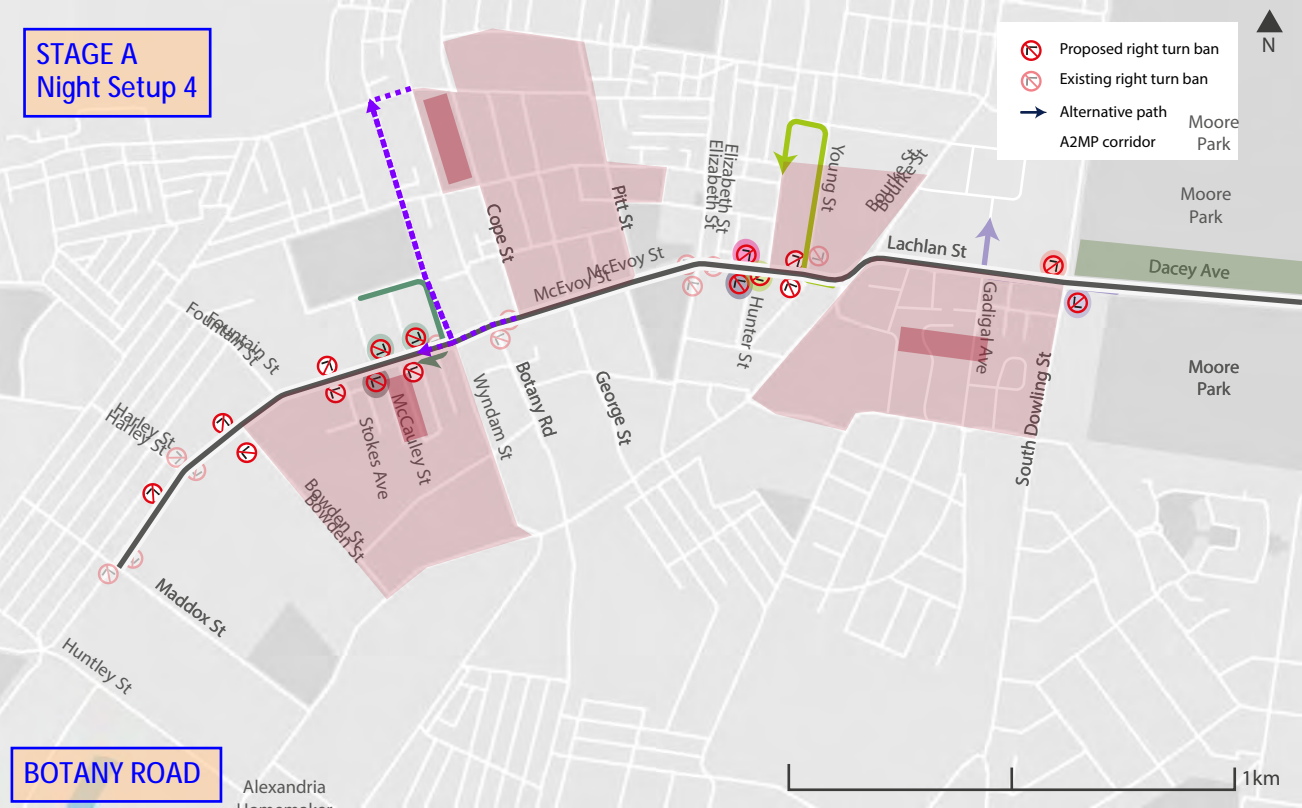 STAGE A
Night Setup 4
N
Proposed right turn ban
Existing right turn ban
Alternative path
A2MP corridor
Moore
Park
Moore
Park
Elizabeth St
Elizabeth St
Young St
Bourke St
Bourke St
Cope St
Pitt St
McEvoy St
McEvoy St
Lachlan St
Dacey Ave
Fountain St
Fountain St
Hunter St
Gadigal Ave
South Dowling St
Moore
Park
Harley St
Harley St
Stokes Ave
McCauley St
Wyndam St
Botany Rd
George St
Bowden St
Bowden St
Maddox St
Huntley St
BOTANY ROAD
Alexandria
Homemaker
1km